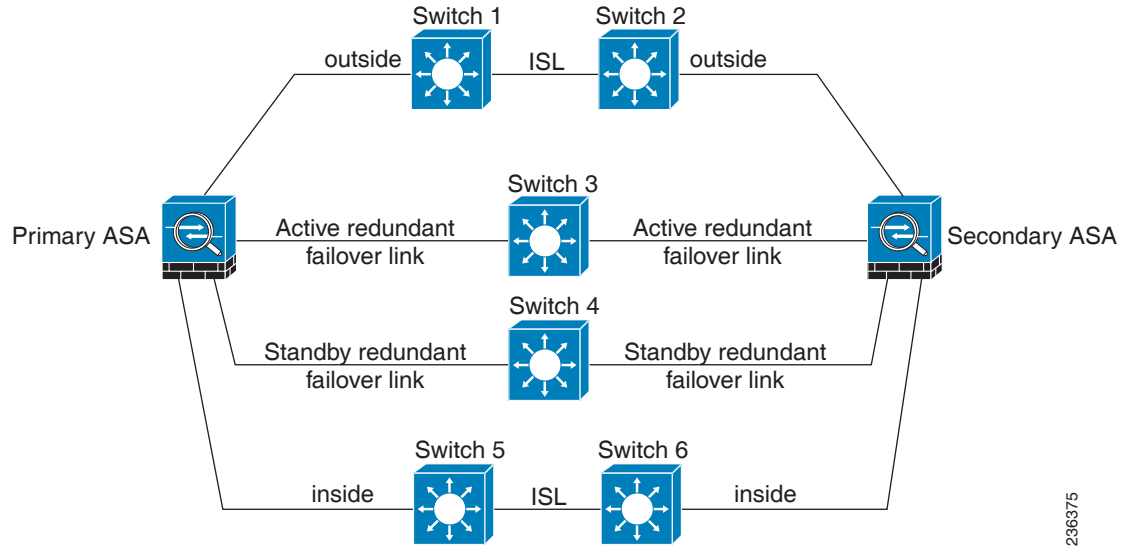 Switch 1
Switch 2
outside
ISL
outside
Switch 3
Primary ASA
Active redundant
failover link
Active redundant
failover link
Secondary ASA
Switch 4
Standby redundant
failover link
Standby redundant
failover link
Switch 5
Switch 6
inside
ISL
inside
236375